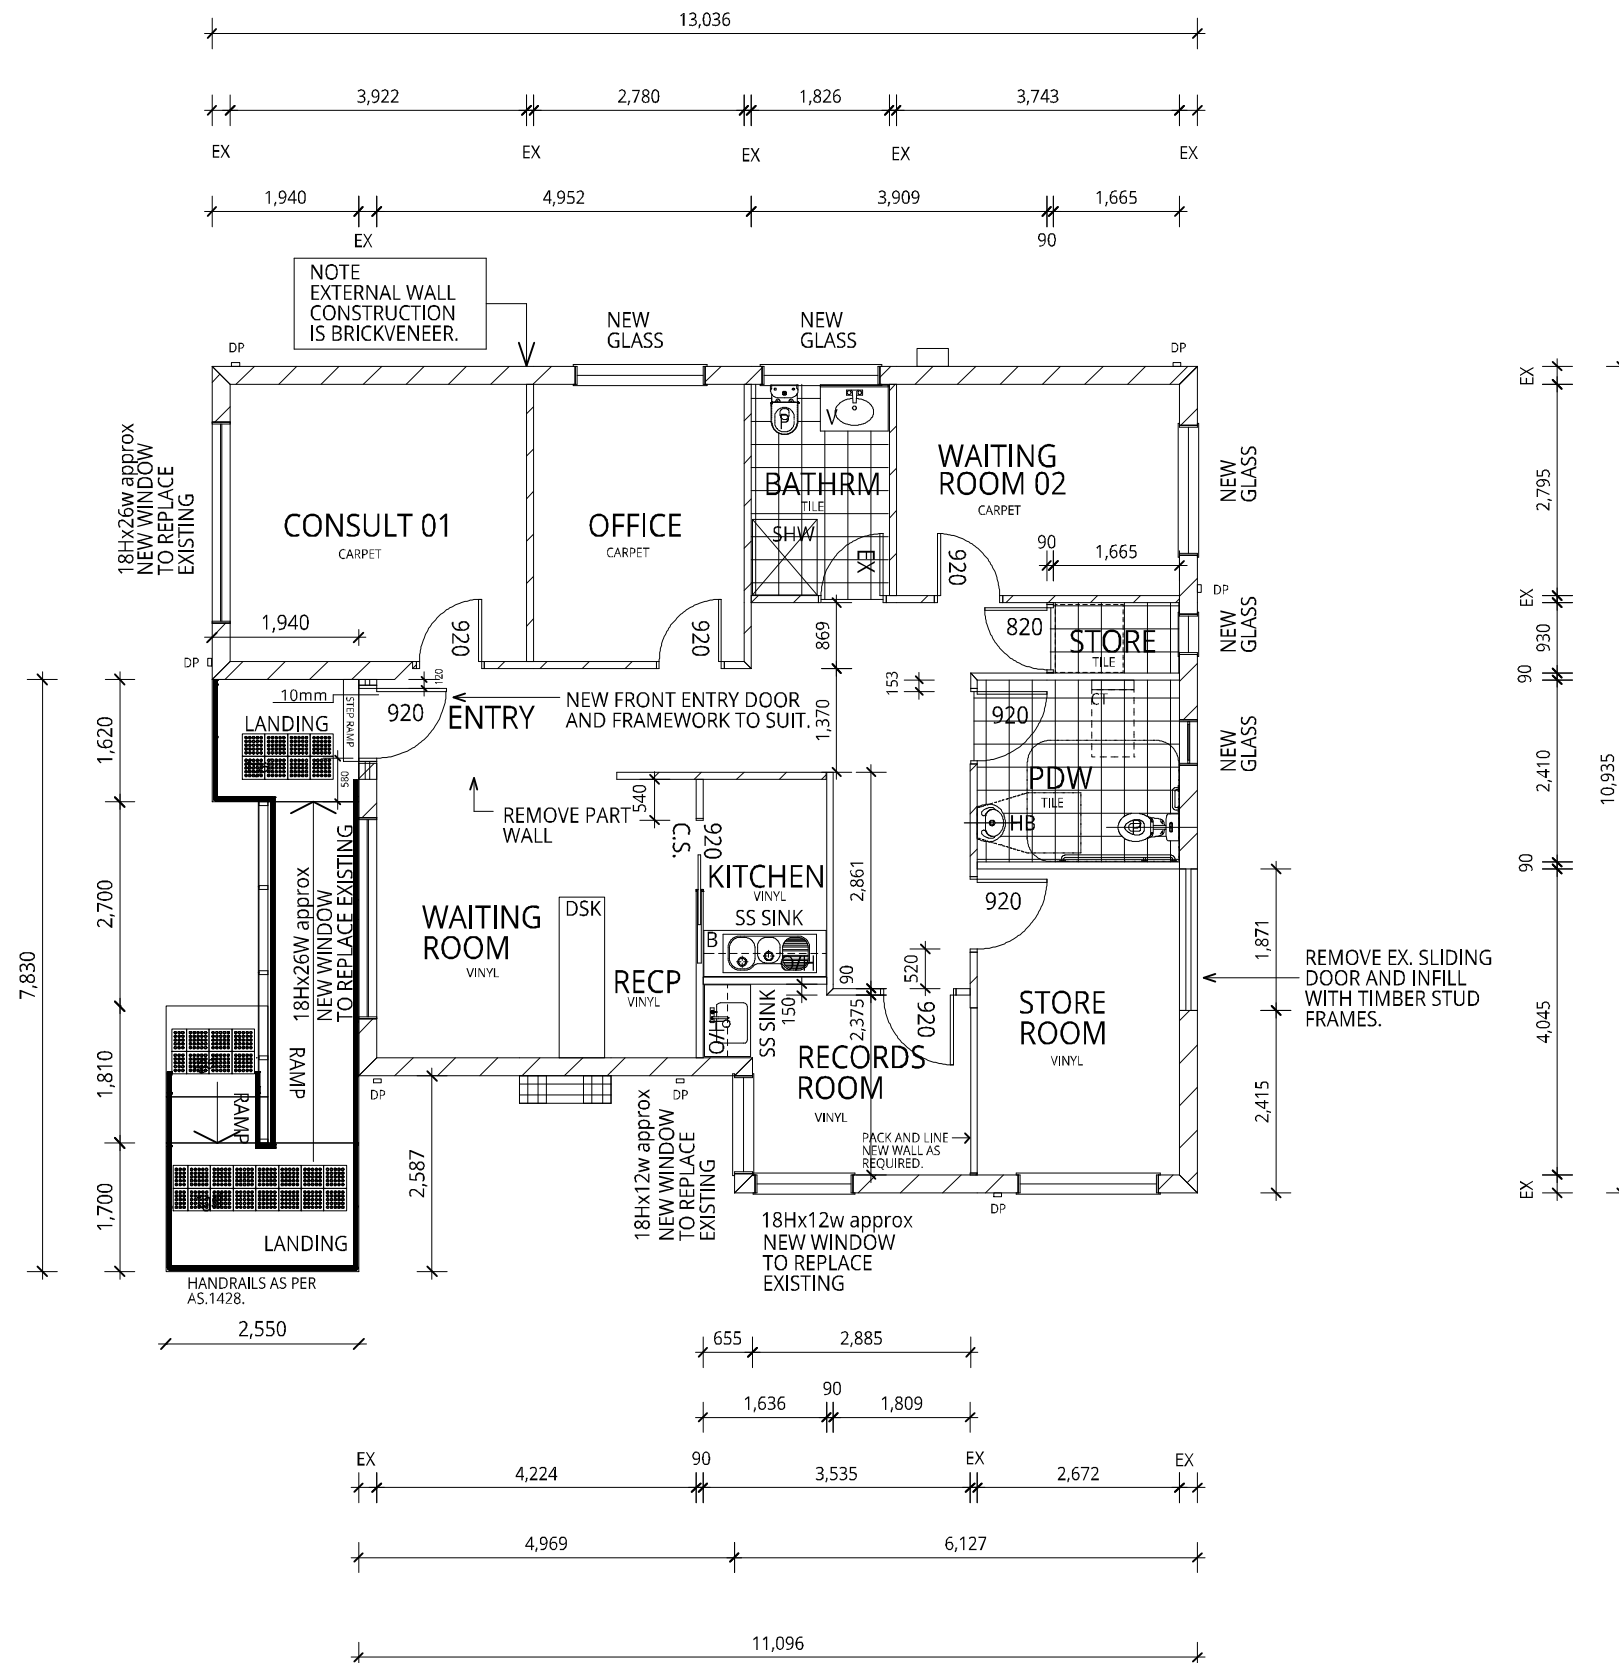 13,036
3,922
2,780
1,826
3,743
EX
EX
EX
EX
EX
1,940
4,952
3,909
1,665
EX
90
NOTE
EXTERNAL WALL
CONSTRUCTION
IS BRICKVENEER.
NEW
GLASS
NEW
GLASS
DP
DP
18Hx26w approx
NEW WINDOW
TO REPLACE
EXISTING
CONSULT 01
CARPET
OFFICE
CARPET
BATHRM
TILE
V
P
SHW
EX
WAITING
ROOM 02
CARPET
NEW
GLASS
EX
2,795
EX
10,935
1,940
920
920
920
90
1,665
DP
DP
869
820
STORE
TILE
NEW
GLASS
930
90
120
10mm
STEP RAMP
LANDING
920
ENTRY
NEW FRONT ENTRY DOOR
AND FRAMEWORK TO SUIT.
1,370
153
920
CT
NEW
GLASS
2,410
90
1,620
580
REMOVE PART
WALL
540
920
C.S.
PDW
TILE
HB
7,830
2,700
18Hx26W approx
NEW WINDOW
TO REPLACE EXISTING
RAMP
KITCHEN
VINYL
SS SINK
B
2,861
920
WAITING
ROOM
VINYL
DSK
RECP
VINYL
90
520
1,871
REMOVE EX. SLIDING
DOOR AND INFILL
WITH TIMBER STUD
FRAMES.
4,045
STORE
ROOM
VINYL
SS SINK
150
2,375
920
RECORDS
ROOM
VINYL
1,810
RAMP
DP
DP
18Hx12w approx
NEW WINDOW
TO REPLACE
EXISTING
PACK AND LINE
NEW WALL AS
REQUIRED.
2,415
EX
1,700
2,587
LANDING
HANDRAILS AS PER
AS.1428.
DP
18Hx12w approx
NEW WINDOW
TO REPLACE
EXISTING
2,550
655
2,885
90
1,636
1,809
EX
90
EX
EX
4,224
3,535
2,672
4,969
6,127
11,096